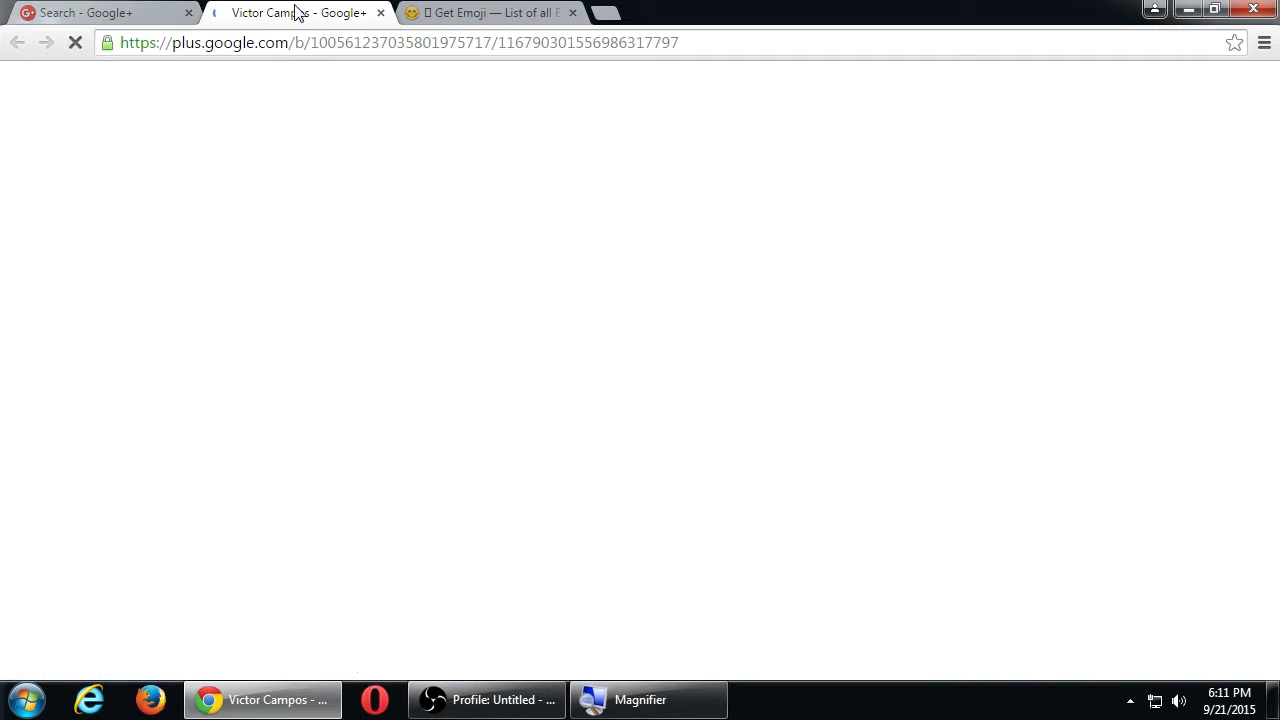 Search - Google+
Victor Campos - Google+
Get Emoji — List of all E
https://plus.google.com/b/100561237035801975717/116790301556986317797
Victor Campos - ...
Profile: Untitled - ...
Magnifier
6:11 PM
9/21/2015